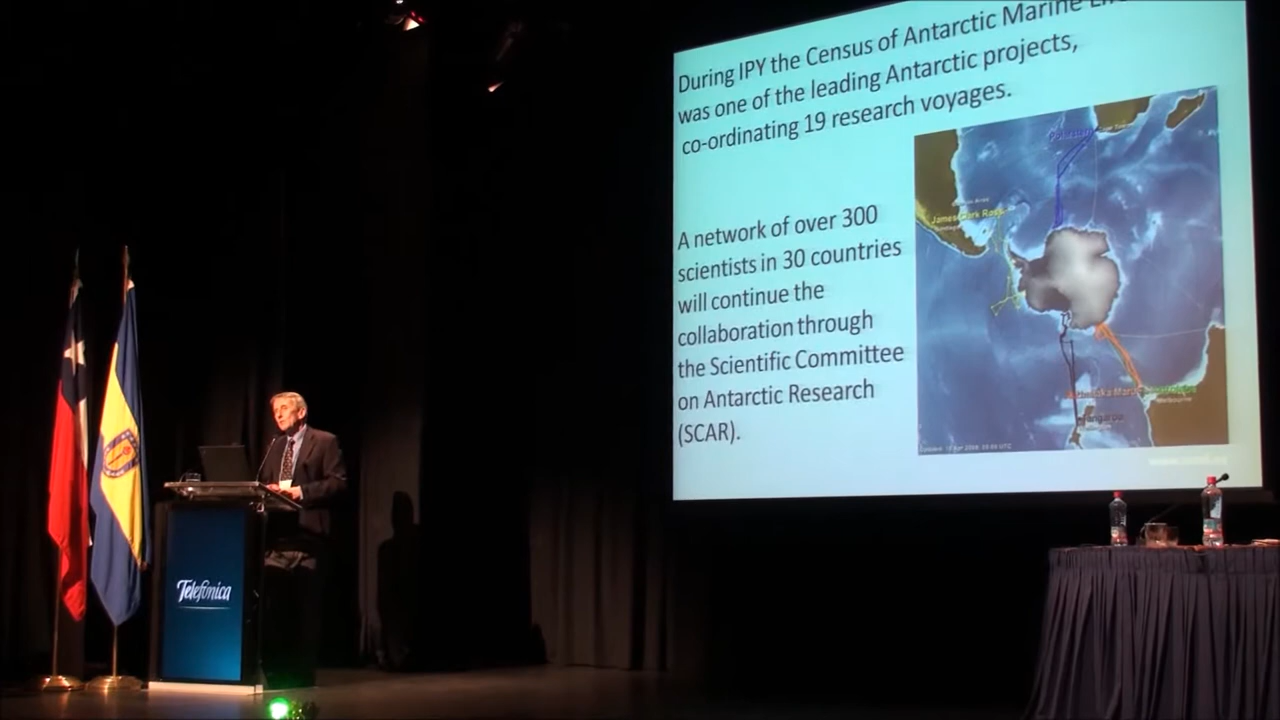 During IPY the Census of Antarctic Marine
was one of the leading Antarctic projects,
co-ordinating 19 research voyages.
A network of over 300
scientists in 30 countries
will continue the
collaboration through
the Scientific Committee
on Antarctic Research
(SCAR).
James Clark Ross
Melbourne
Telefónica